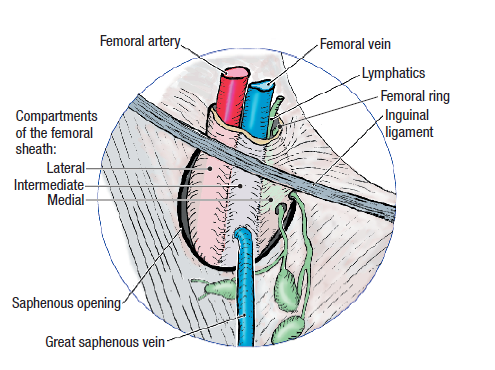 Femoral artery
Femoral vein
Lymphatics
Femoral ring
Inguinal
ligament
Compartments
of the femoral
sheath:
Lateral
Intermediate
Medial
Saphenous opening
Great saphenous vein